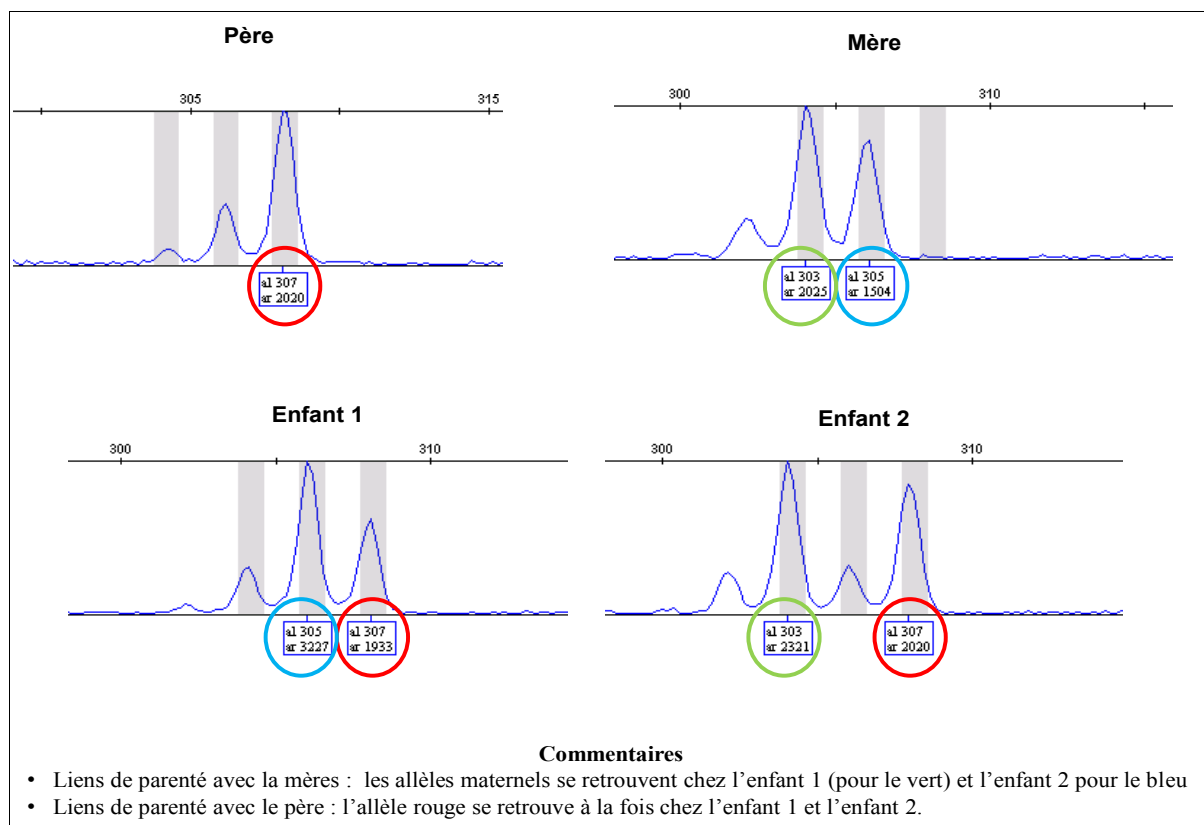 Père
Mère
305
315
300
310
al 307
ar 2020
al 303
ar 2025
al 305
ar 1504
Enfant 1
Enfant 2
300
310
300
310
al 305
ar 3227
al 307
ar 1933
al 303
ar 2321
al 307
ar 2020
Commentaires
• Liens de parenté avec la mères : les allèles maternels se retrouvent chez l’enfant 1 (pour le vert) et l’enfant 2 pour le bleu
• Liens de parenté avec le père : l’allèle rouge se retrouve à la fois chez l’enfant 1 et l’enfant 2.